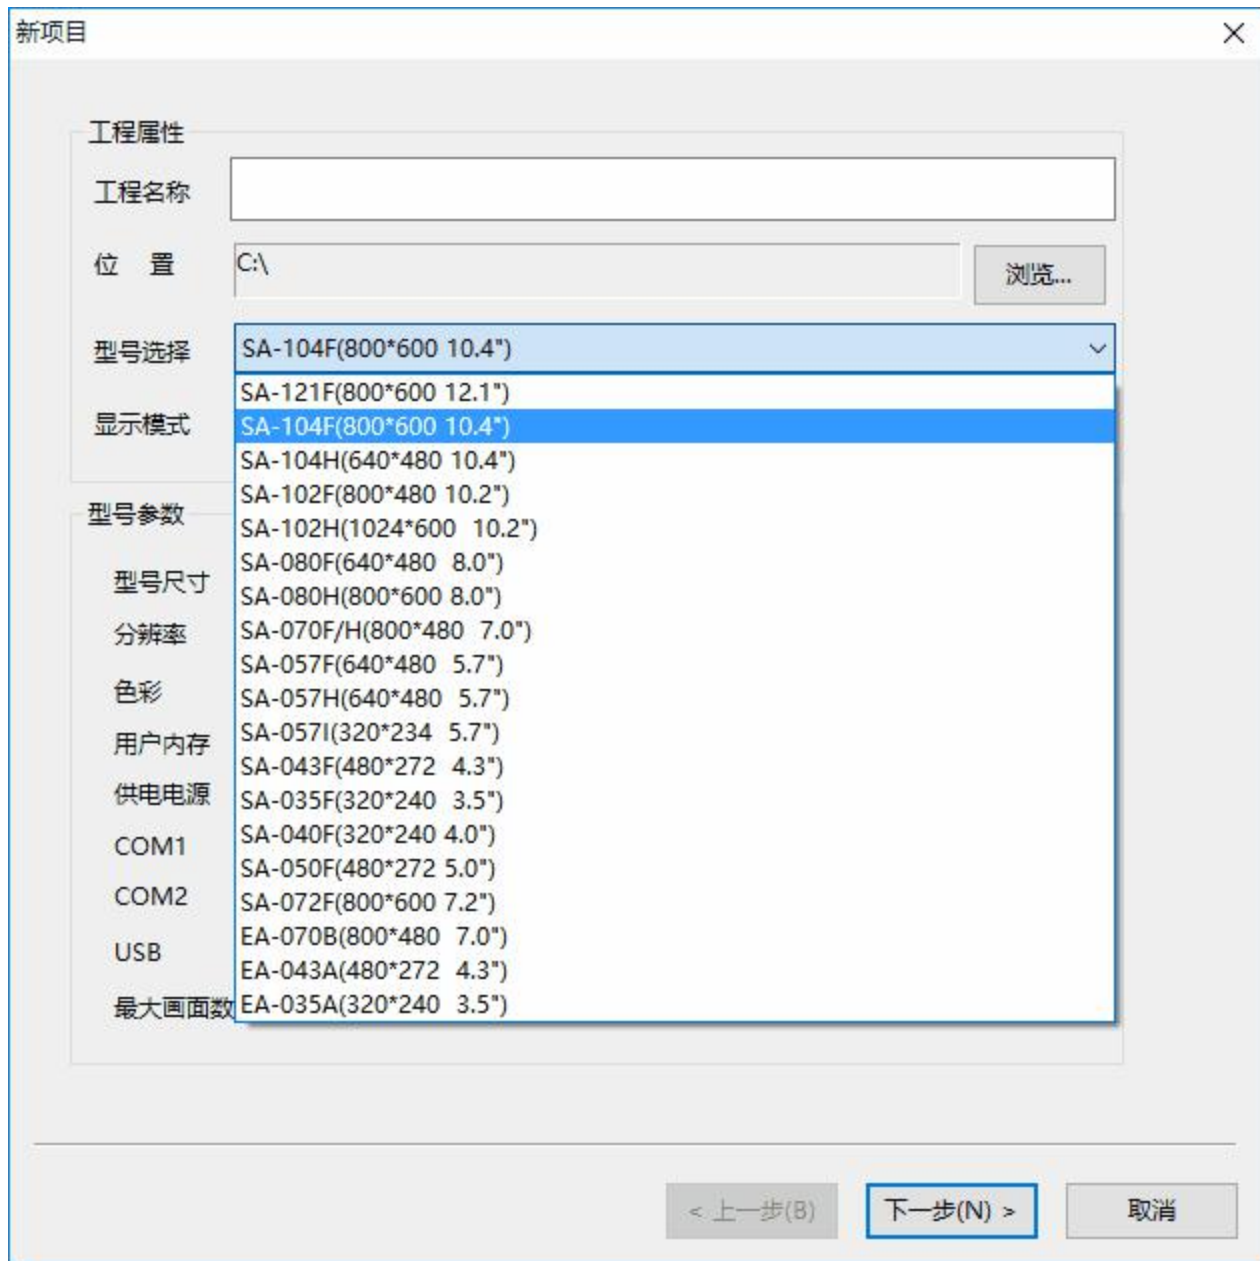 新项目
工程属性
工程名称
位 置 C:\ 浏览...
型号选择 SA-104F(800*600 10.4")
SA-121F(800*600 12.1")
显示模式 SA-104F(800*600 10.4")
SA-104H(640*480 10.4")
SA-102F(800*480 10.2")
型号参数 SA-102H(1024*600  10.2")
SA-080F(640*480  8.0")
型号尺寸 SA-080H(800*600 8.0")
分辨率 SA-070F/H(800*480  7.0")
SA-057F(640*480  5.7")
色彩 SA-057H(640*480  5.7")
SA-057I(320*234  5.7")
用户内存 SA-043F(480*272  4.3")
供电电源 SA-035F(320*240  3.5")
COM1 SA-040F(320*240 4.0")
SA-050F(480*272 5.0")
COM2 SA-072F(800*600 7.2")
EA-070B(800*480  7.0")
USB EA-043A(480*272  4.3")
最大画面数 EA-035A(320*240  3.5")
< 上一步(B) 下一步(N) > 取消